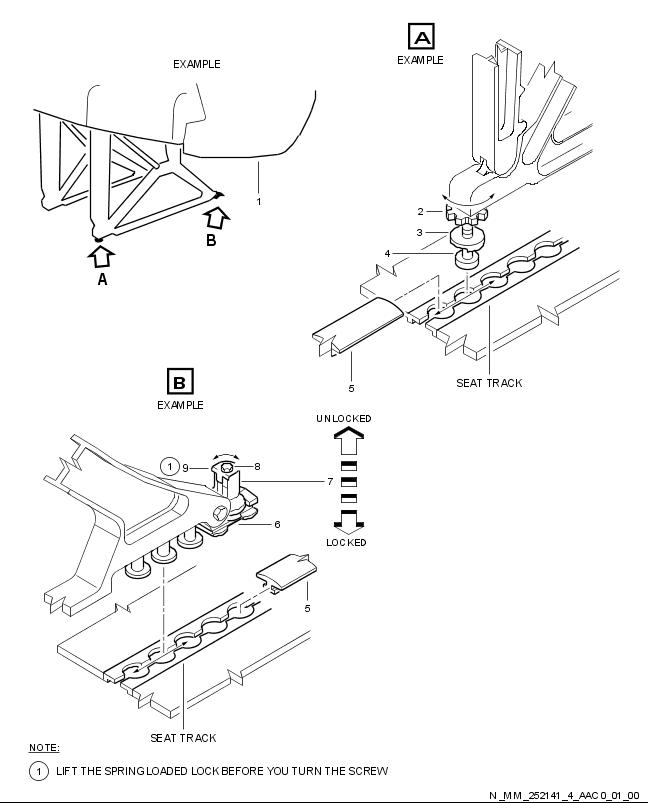 EXAMPLE
1
A
B
A
EXAMPLE
2
3
4
5
SEAT TRACK
B
EXAMPLE
1 9
8
7
6
5
UNLOCKED
LOCKED
SEAT TRACK
NOTE:
1 LIFT THE SPRING LOADED LOCK BEFORE YOU TURN THE SCREW
N_MM_252141_4_AAC0_01_00